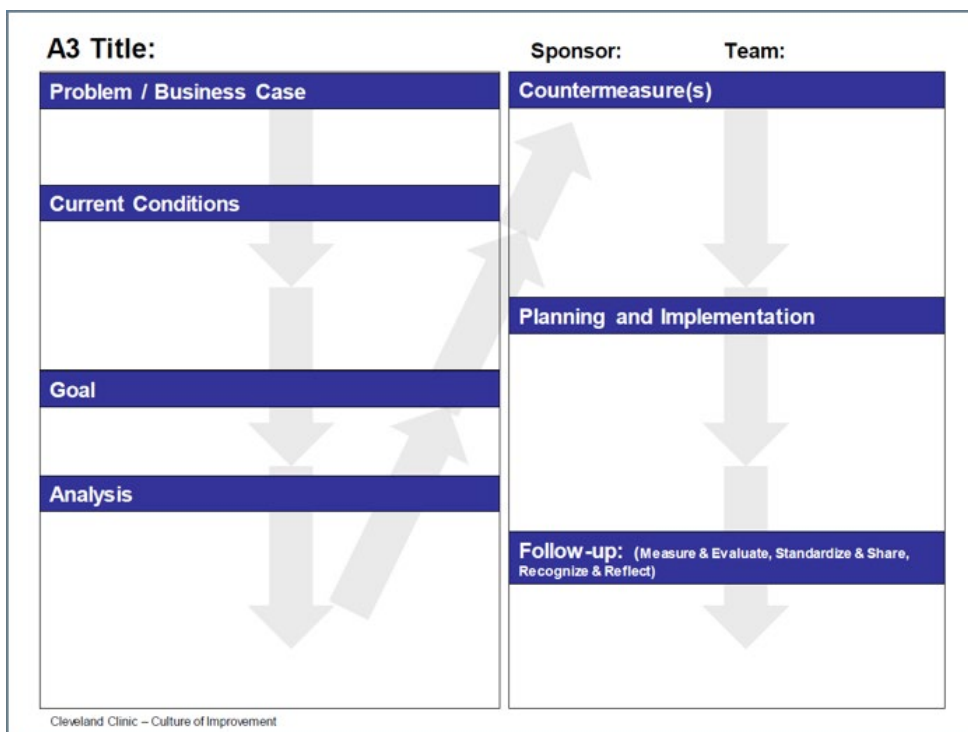 A3 Title:
Sponsor: Team:
Problem / Business Case
Current Conditions
Goal
Analysis
Countermeasure(s)
Planning and Implementation
Follow-up: (Measure & Evaluate, Standardize & Share,
Recognize & Reflect)
Cleveland Clinic – Culture of Improvement